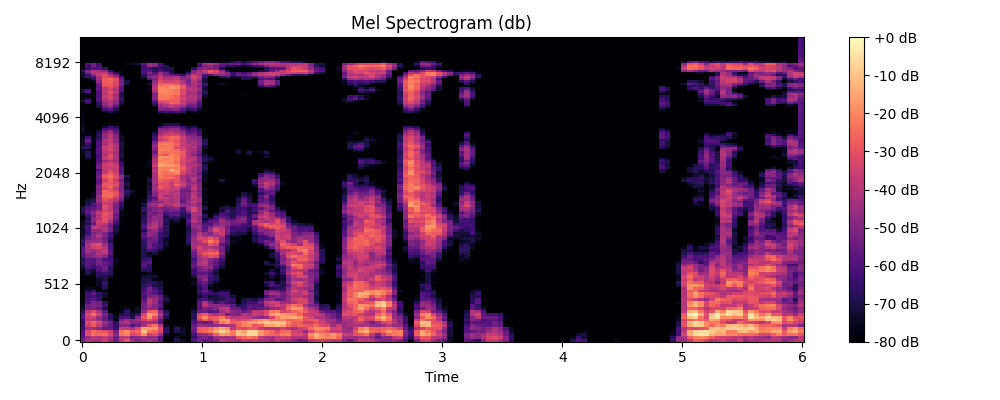 Mel Spectrogram (db)
8192
4096
2048
1024
512
0
Hz
0 1 2 3 4 5 6
Time
+0 dB
-10 dB
-20 dB
-30 dB
-40 dB
-50 dB
-60 dB
-70 dB
-80 dB